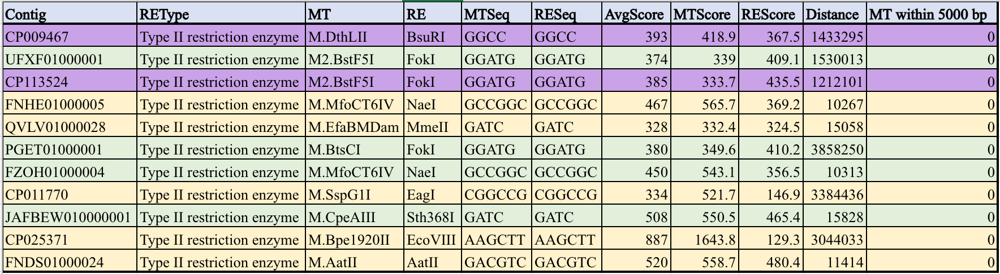 Contig REType MT RE MTSeq RESeq AvgScore MTScore REScore Distance MT within 5000 bp
CP009467 Type II restriction enzyme M.DthLII BsuRI GGCC GGCC 393 418.9 367.5 1433295 0
UFXF01000001 Type II restriction enzyme M2.BstF5I FokI GGATG GGATG 374 339 409.1 1530013 0
CP113524 Type II restriction enzyme M2.BstF5I FokI GGATG GGATG 385 333.7 435.5 1212101 0
FNHE01000005 Type II restriction enzyme M.MfoCT6IV NaeI GCCGGC GCCGGC 467 565.7 369.2 10267 0
QVLV01000028 Type II restriction enzyme M.EfaBMDam MmeII GATC GATC 328 332.4 324.5 15058 0
PGET01000001 Type II restriction enzyme M.BtsCI FokI GGATG GGATG 380 349.6 410.2 3858250 0
FZOH01000004 Type II restriction enzyme M.MfoCT6IV NaeI GCCGGC GCCGGC 450 543.1 356.5 10313 0
CP011770 Type II restriction enzyme M.SspG1I EagI CGGCCG CGGCCG 334 521.7 146.9 3384436 0
JAFBEW010000001 Type II restriction enzyme M.CpeAIII Sth368I GATC GATC 508 550.5 465.4 15828 0
CP025371 Type II restriction enzyme M.Bpe1920II EcoVIII AAGCTT AAGCTT 887 1643.8 129.3 3044033 0
FNDS01000024 Type II restriction enzyme M.AatII AatII GACGTC GACGTC 520 558.7 480.4 11414 0